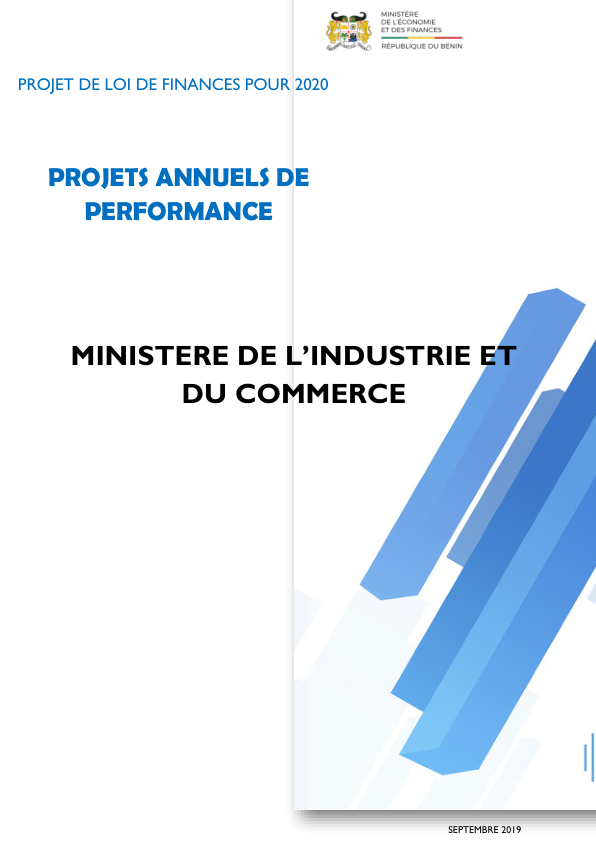 MINISTÈRE
DE L'ÉCONOMIE
ET DES FINANCES
RÉPUBLIQUE DU BÉNIN
PROJET DE LOI DE FINANCES POUR 2020
PROJETS ANNUELS DE
PERFORMANCE
MINISTERE DE L’INDUSTRIE ET
DU COMMERCE
SEPTEMBRE 2019